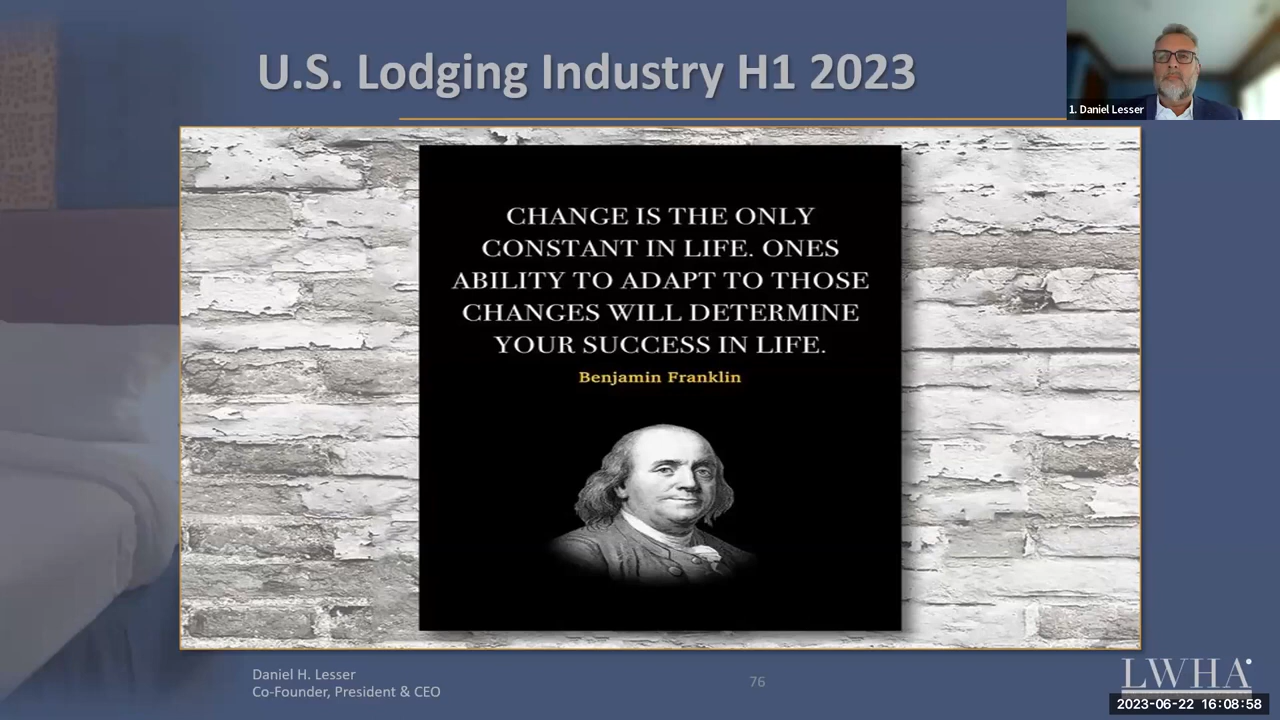 U.S. Lodging Industry H1 2023
1. Daniel Lesser
CHANGE IS THE ONLY
CONSTANT IN LIFE. ONES
ABILITY TO ADAPT TO THOSE
CHANGES WILL DETERMINE
YOUR SUCCESS IN LIFE.
Benjamin Franklin
Daniel H. Lesser
Co-Founder, President & CEO
76
LWHA
2023-06-22 16:08:58